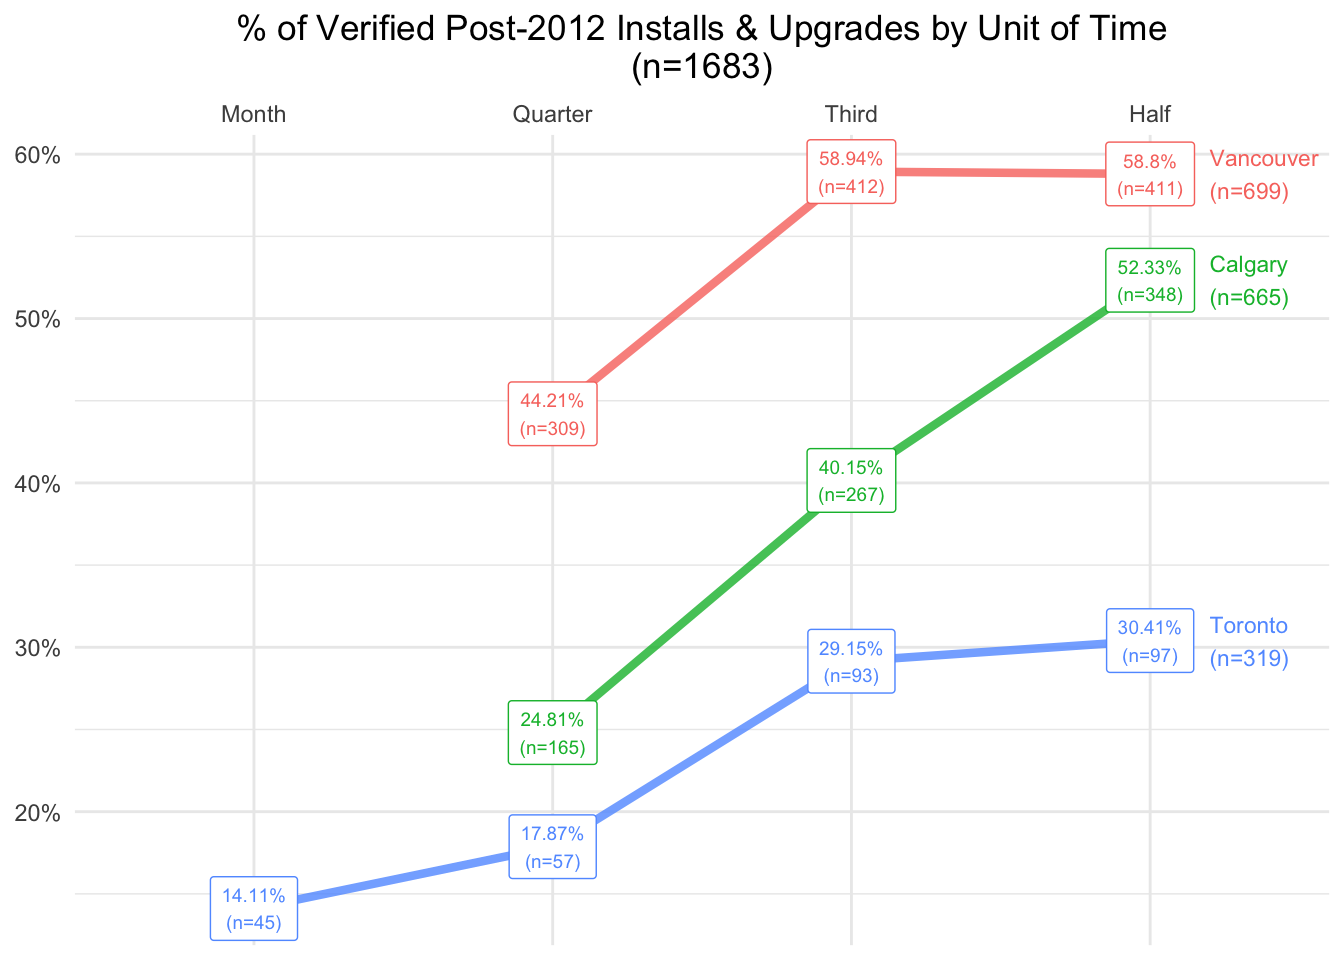 % of Verified Post-2012 Installs & Upgrades by Unit of Time
(n=1683)
Month Quarter Third Half
60%
58.94%
(n=412)
58.8%
(n=411)
Vancouver
(n=699)
52.33%
(n=348)
Calgary
(n=665)
50%
44.21%
(n=309)
40%
40.15%
(n=267)
30%
29.15%
(n=93)
30.41%
(n=97)
Toronto
(n=319)
24.81%
(n=165)
20%
17.87%
(n=57)
14.11%
(n=45)